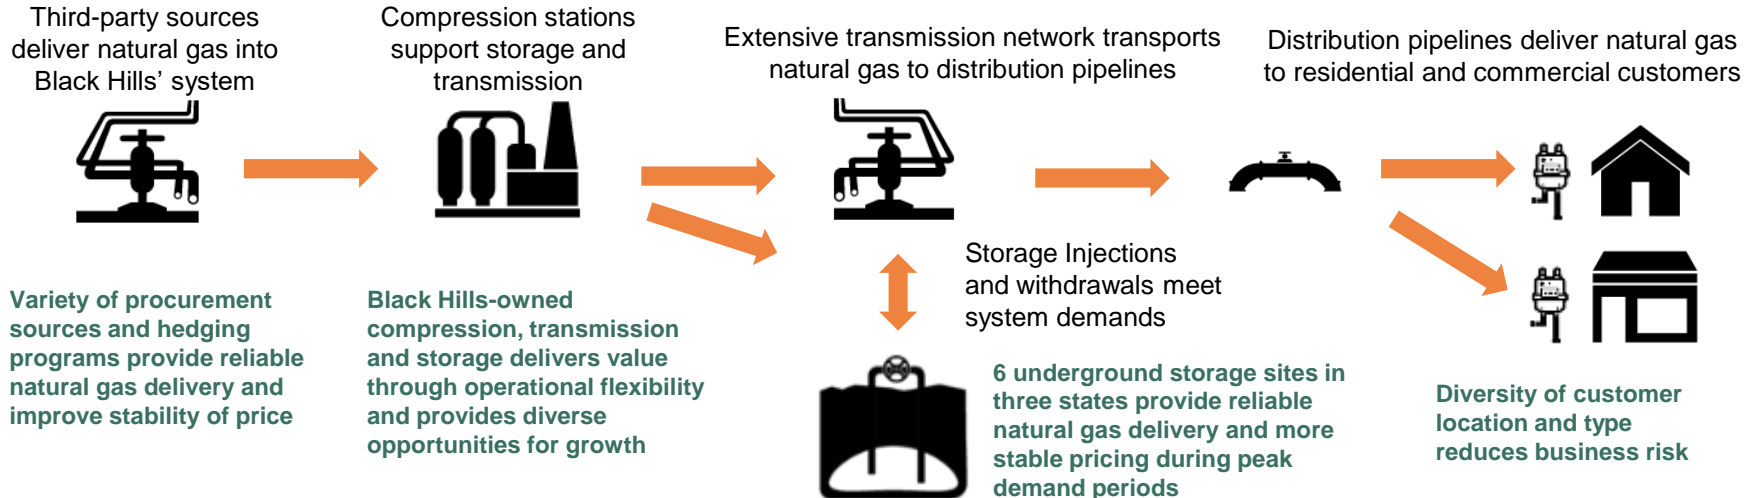 Third-party sources
deliver natural gas into
Black Hills' system
Compression stations
support storage and
transmission
Extensive transmission network transports
natural gas to distribution pipelines
Distribution pipelines deliver natural gas
to residential and commercial customers
Storage Injections
and withdrawals meet
system demands
Variety of procurement
sources and hedging
programs provide reliable
natural gas delivery and
improve stability of price
Black Hills-owned
compression, transmission
and storage delivers value
through operational flexibility
and provides diverse
opportunities for growth
6 underground storage sites in
three states provide reliable
natural gas delivery and more
stable pricing during peak
demand periods
Diversity of customer
location and type
reduces business risk